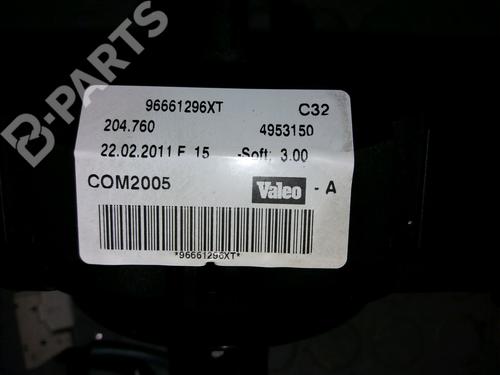 B-PARTS
96661296XT C32
204.760 4953150
22.02.2011 E 15 -Soft; 3.00
COM2005 Valeo - A
*96661296XT*